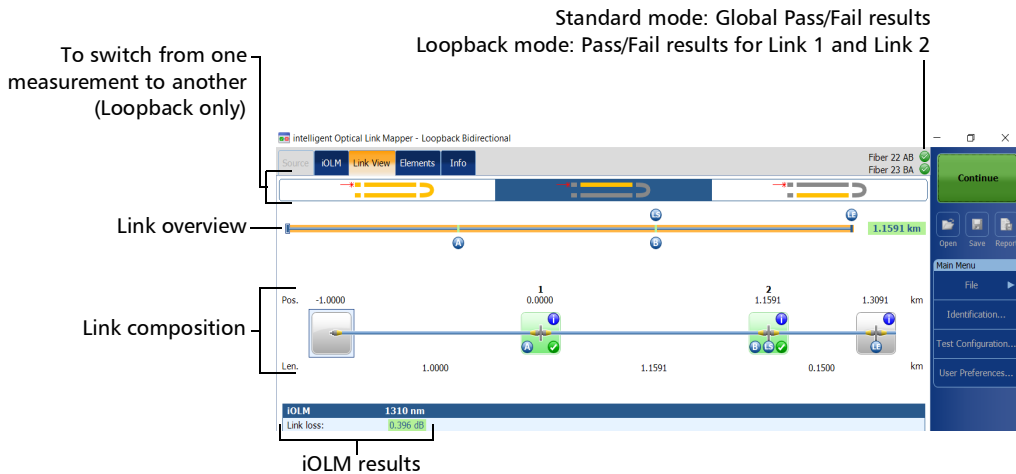 Standard mode: Global Pass/Fail results
Loopback mode: Pass/Fail results for Link 1 and Link 2
To switch from one
measurement to another
(Loopback only)
intelligent Optical Link Mapper - Loopback Bidirectional
Source iOLM Link View Elements Info
Fiber 22 AB
Fiber 23 BA
Continue
Open Save Report
Main Menu
File
Identification...
Test Configuration...
User Preferences...
Link overview
LS LE
1.1591 km
A B
Link composition
1 2
Pos. -1.0000 0.0000 1.1591 1.3091 km
i i i
A B LS LE
Len. 1.0000 1.1591 0.1500 km
iOLM 1310 nm
Link loss: 0.396 dB
iOLM results